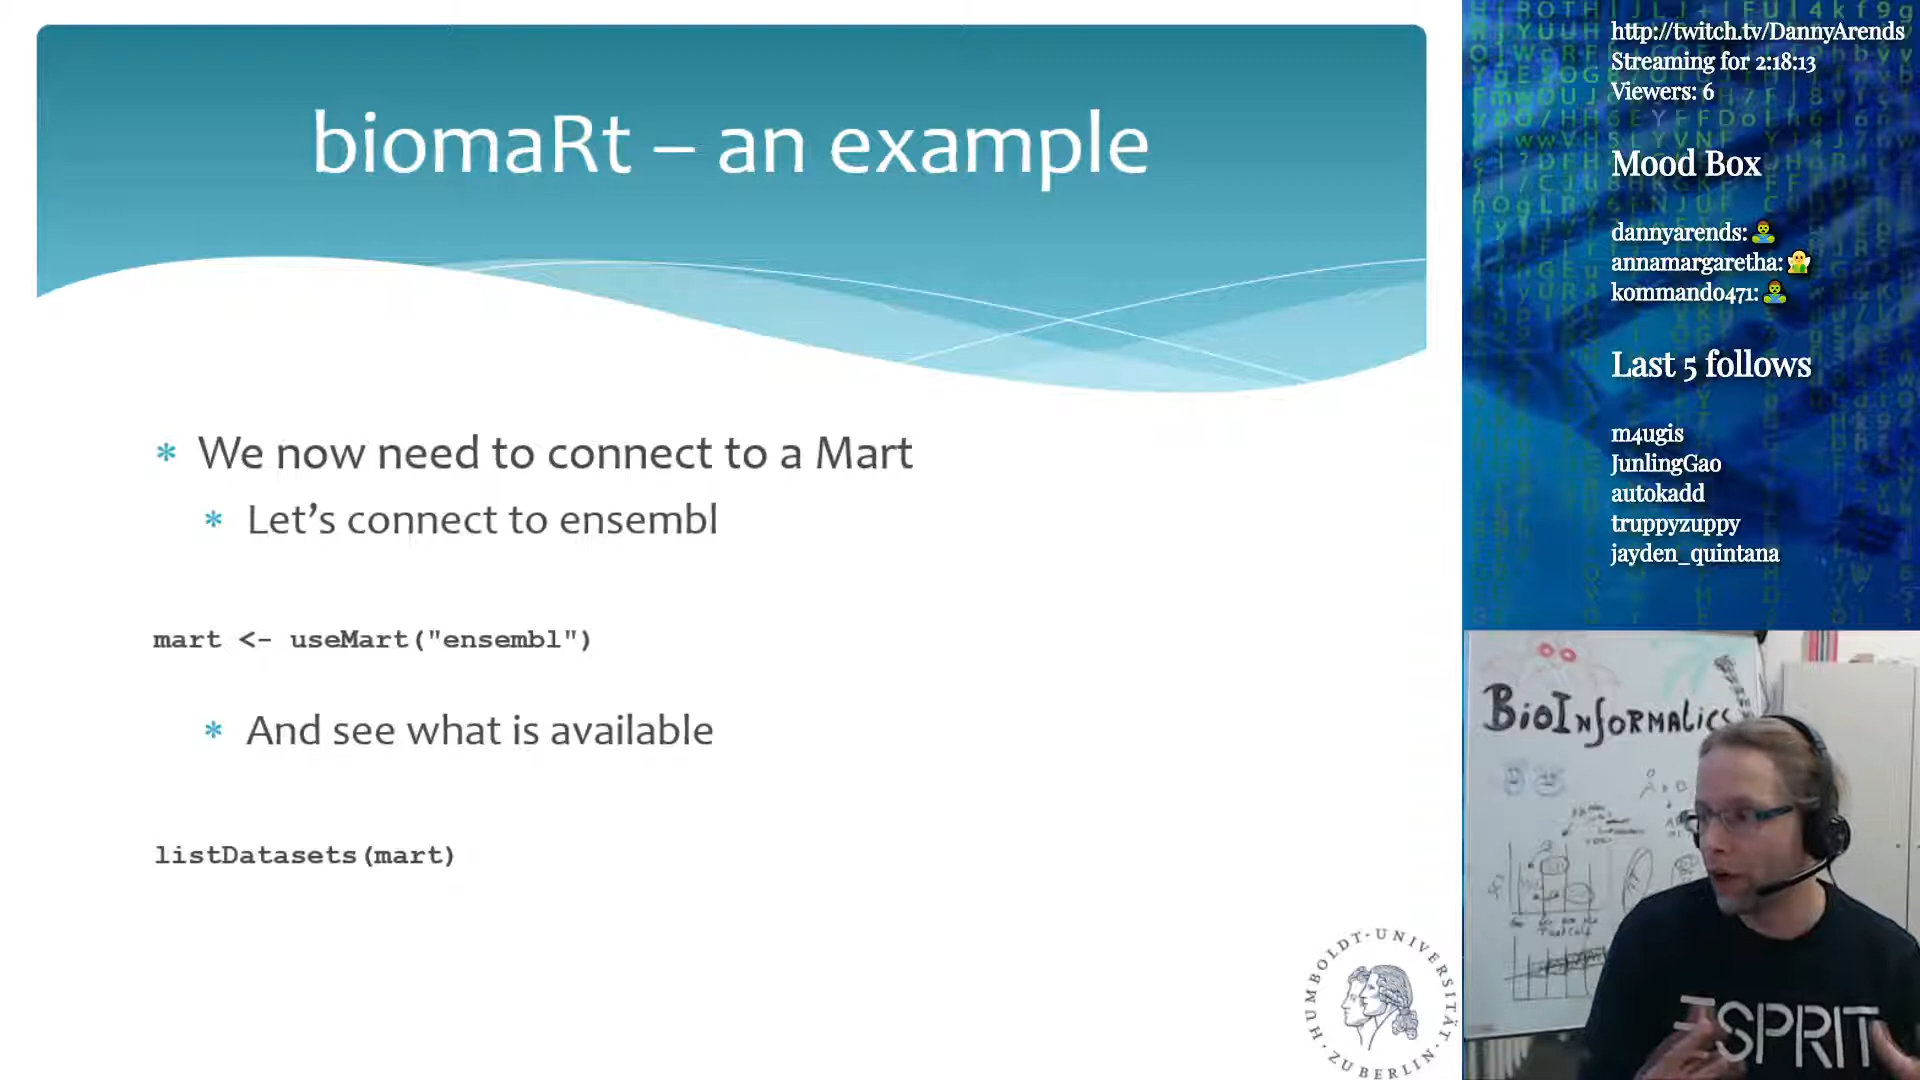 biomaRt – an example
* We now need to connect to a Mart
* Let's connect to ensembl
mart <- useMart("ensembl")
* And see what is available
listDatasets(mart)
HUMBOLDT-UNIVERSITÄT
· ZU BERLIN ·
http://twitch.tv/DannyArends
Streaming for 2:18:13
Viewers: 6
Mood Box
dannyarends:
annamargaretha:
kommando471:
Last 5 follows
m4ugis
JunlingGao
autokadd
truppyzuppy
jayden_quintana
BioInformatics
ESPRIT